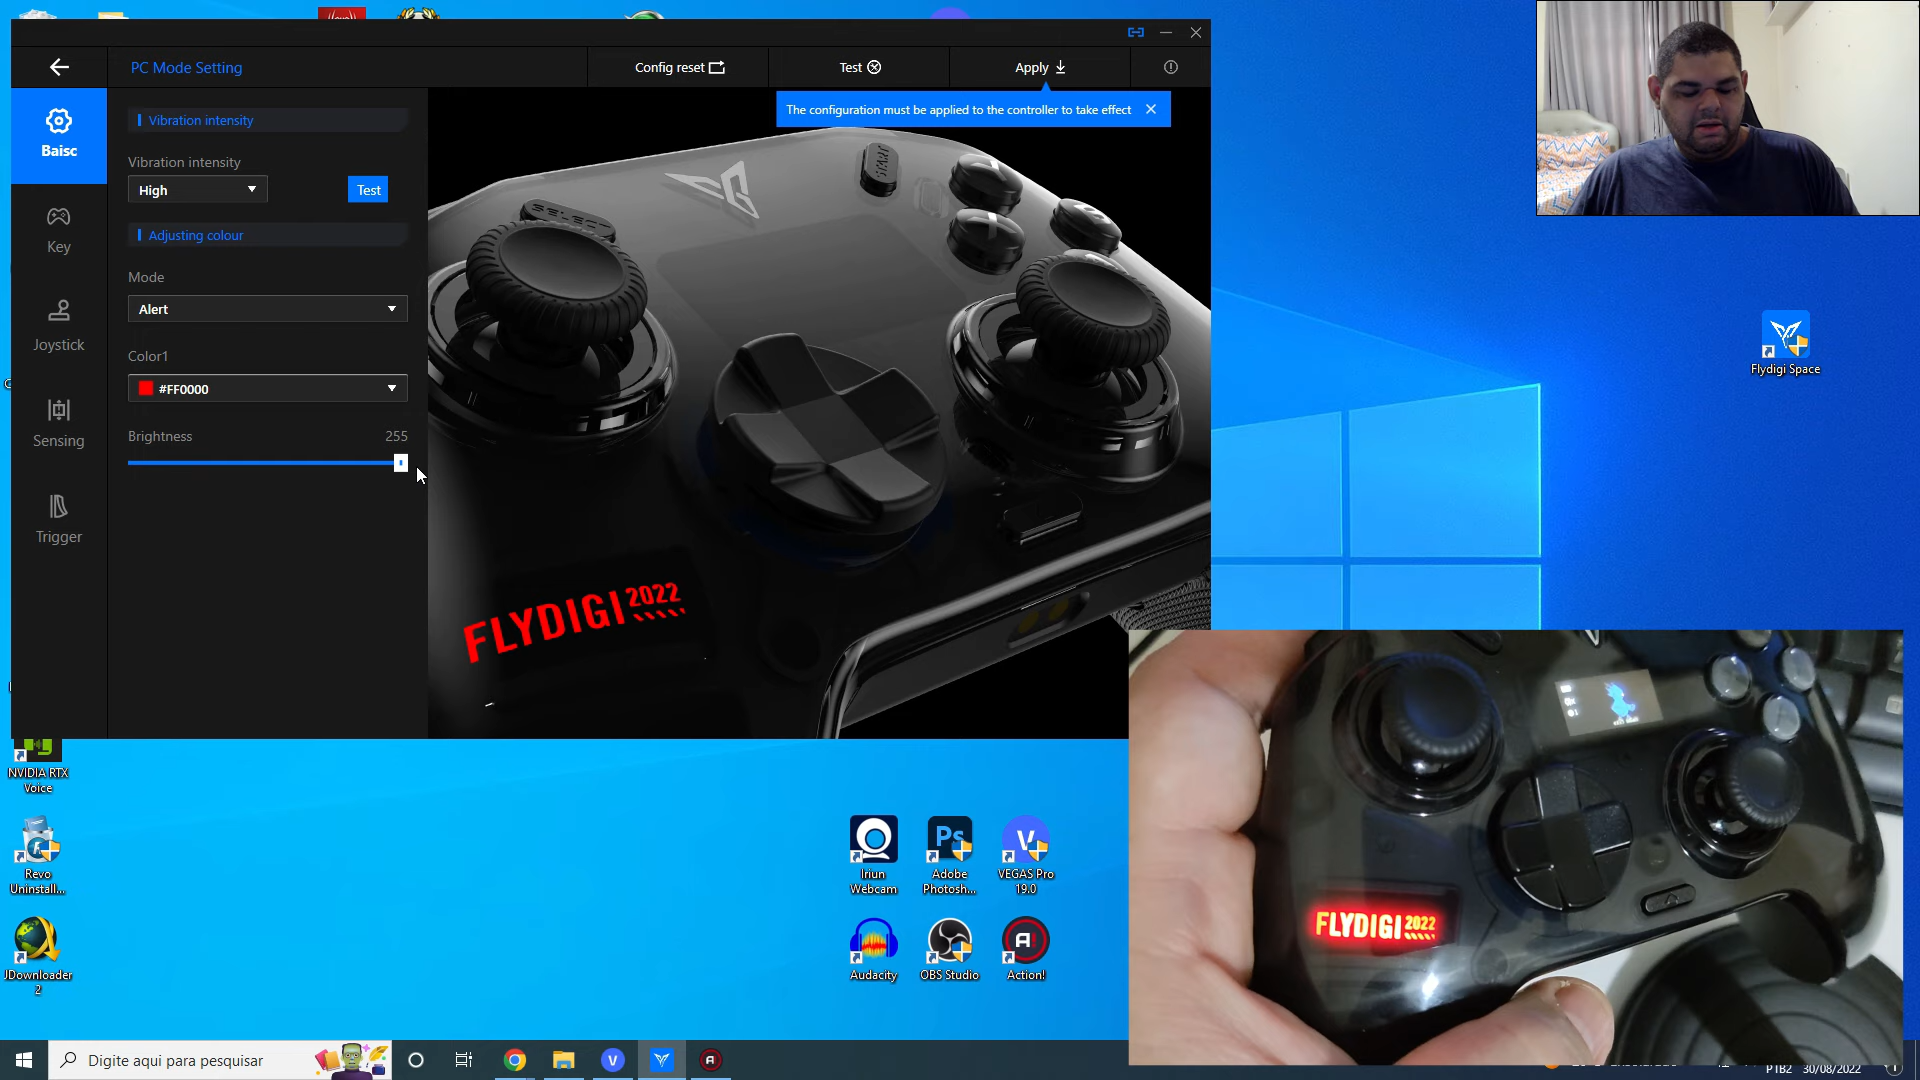 PC Mode Setting
Config reset
Test
Apply
The configuration must be applied to the controller to take effect
Baisc
Key
Joystick
Sensing
Trigger
Vibration intensity
Vibration intensity
High
Test
Adjusting colour
Mode
Alert
Color1
#FF0000
Brightness
255
SELECT
START
FLYDIGI 2022
Flydigi Space
FLYDIGI 2022
NVIDIA RTX
Voice
Revo
Uninstall...
JDownloader
2
Iriun
Webcam
Adobe
Photosh...
VEGAS Pro
19.0
Audacity
OBS Studio
Action!
Digite aqui para pesquisar
PTB2
30/08/2022